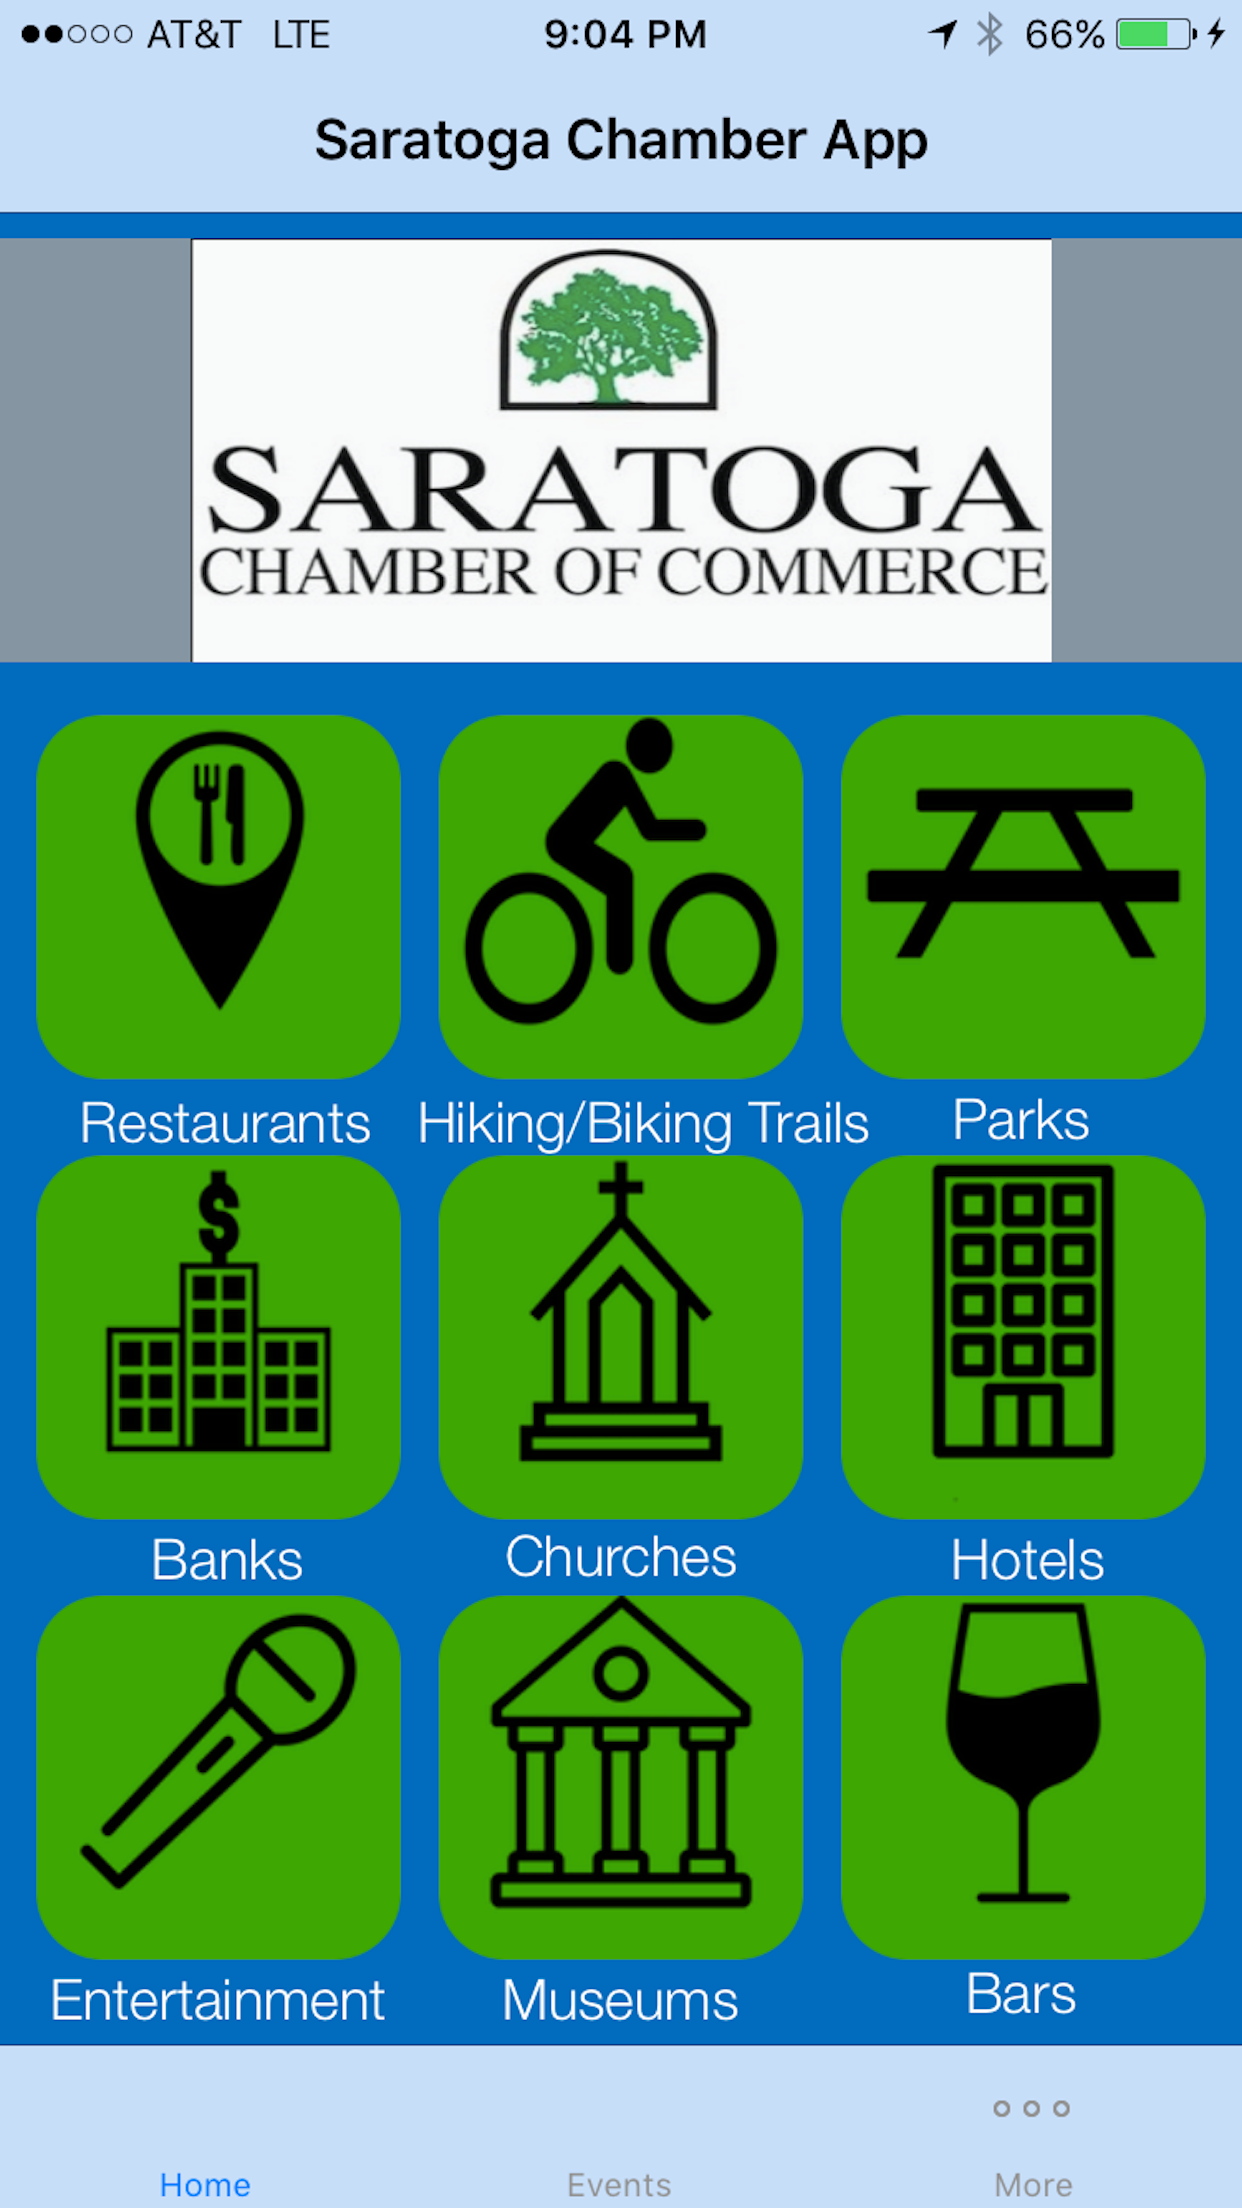 AT&T LTE 9:04 PM 66%
Saratoga Chamber App
SARATOGA
CHAMBER OF COMMERCE
Restaurants Hiking/Biking Trails Parks
$
Banks Churches Hotels
Entertainment Museums Bars
Home Events More